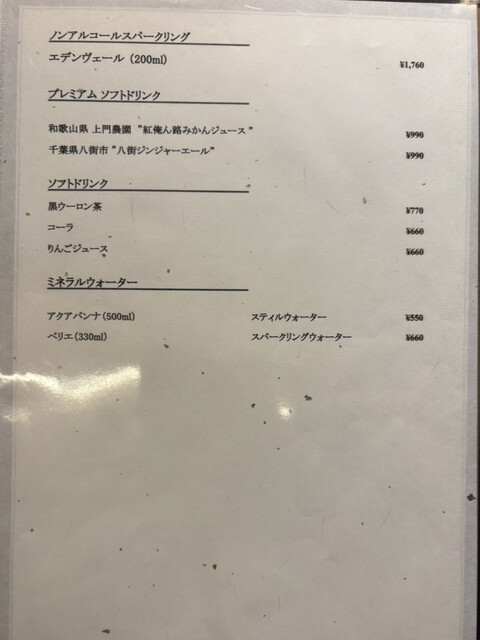 ノンアルコールスパークリング
エデンヴェール (200ml) ¥1,760
プレミアム ソフトドリンク
和歌山県 上門農園 "紅俺ん路みかんジュース" ¥990
千葉県八街市 "八街ジンジャーエール" ¥990
ソフトドリンク
黒ウーロン茶 ¥770
コーラ ¥660
りんごジュース ¥660
ミネラルウォーター
アクアパンナ (500ml) スティルウォーター ¥550
ペリエ (330ml) スパークリングウォーター ¥660